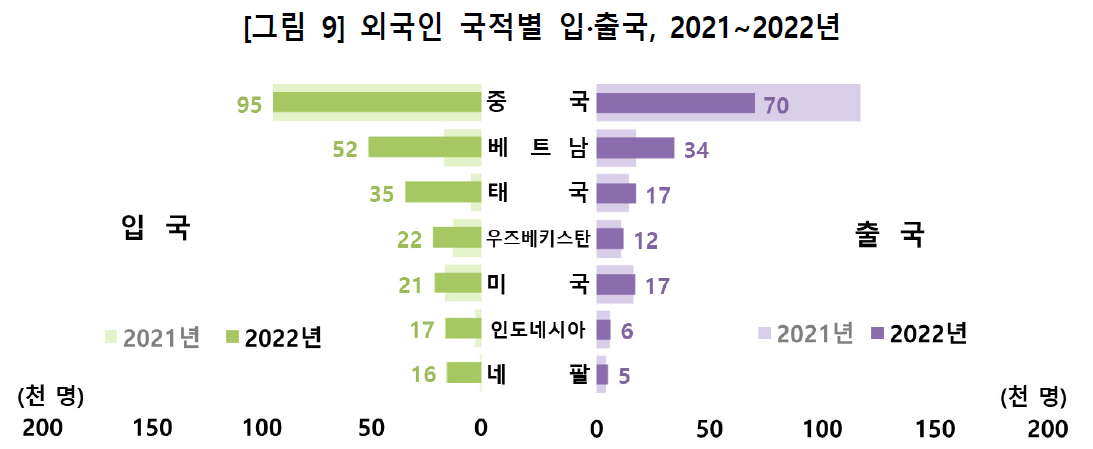 [그림 9] 외국인 국적별 입·출국, 2021~2022년
95 중 국 70
52 베 트 남 34
35 태 국 17
22 우즈베키스탄 12
입 국 출 국
21 미 국 17
17 인도네시아 6
2021년 2022년 2021년 2022년
16 네 팔 5
(천 명) (천 명)
200 150 100 50 0 0 50 100 150 200